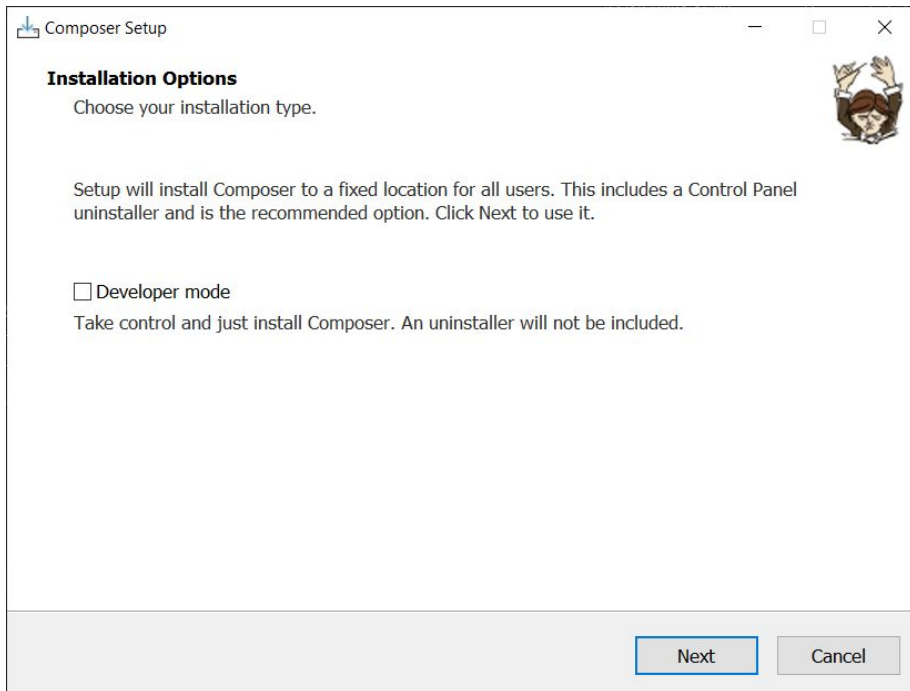 Composer Setup
Installation Options
Choose your installation type.
Setup will install Composer to a fixed location for all users. This includes a Control Panel
uninstaller and is the recommended option. Click Next to use it.
Developer mode
Take control and just install Composer. An uninstaller will not be included.
Next
Cancel